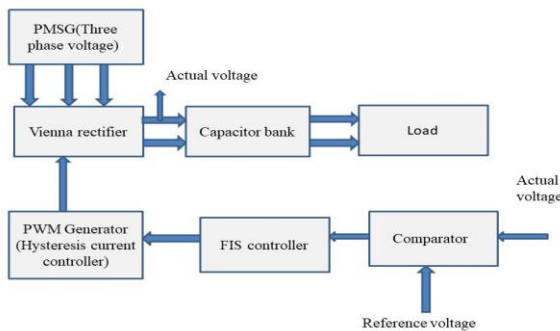 PMSG(Three
phase voltage)
Actual voltage
Vienna rectifier
Capacitor bank
Load
Actual
voltage
PWM Generator
(Hysteresis current
controller)
FIS controller
Comparator
Reference voltage